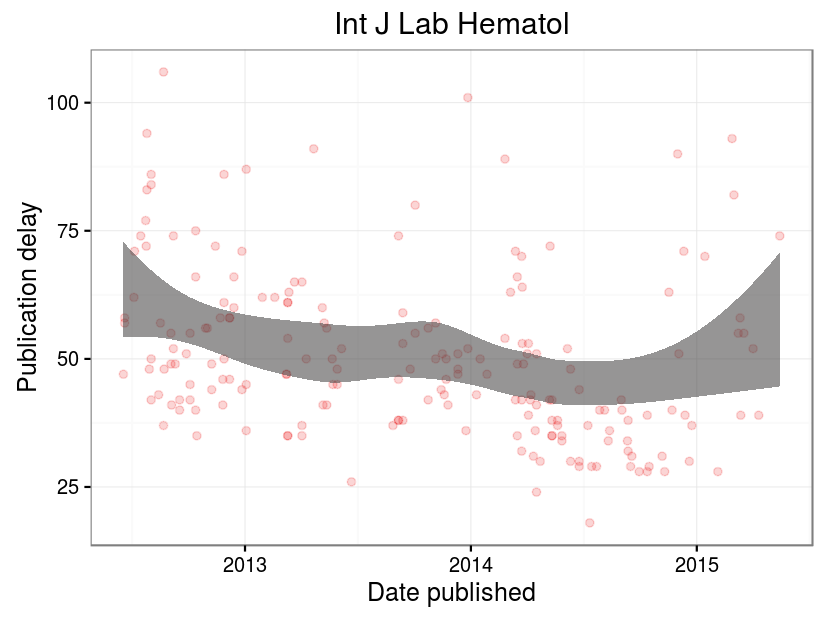 Int J Lab Hematol
Publication delay
100
75
50
25
2013
2014
2015
Date published